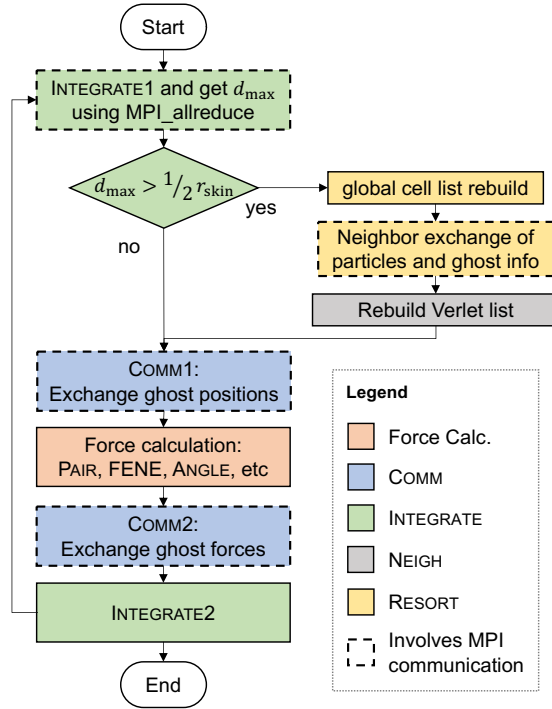 Start
INTEGRATE1 and get d_max
using MPI_allreduce
d_max > 1/2 r_skin
yes
no
global cell list rebuild
Neighbor exchange of
particles and ghost info
Rebuild Verlet list
COMM1:
Exchange ghost positions
Force calculation:
PAIR, FENE, ANGLE, etc
COMM2:
Exchange ghost forces
INTEGRATE2
End
Legend
Force Calc.
COMM
INTEGRATE
NEIGH
RESORT
Involves MPI
communication